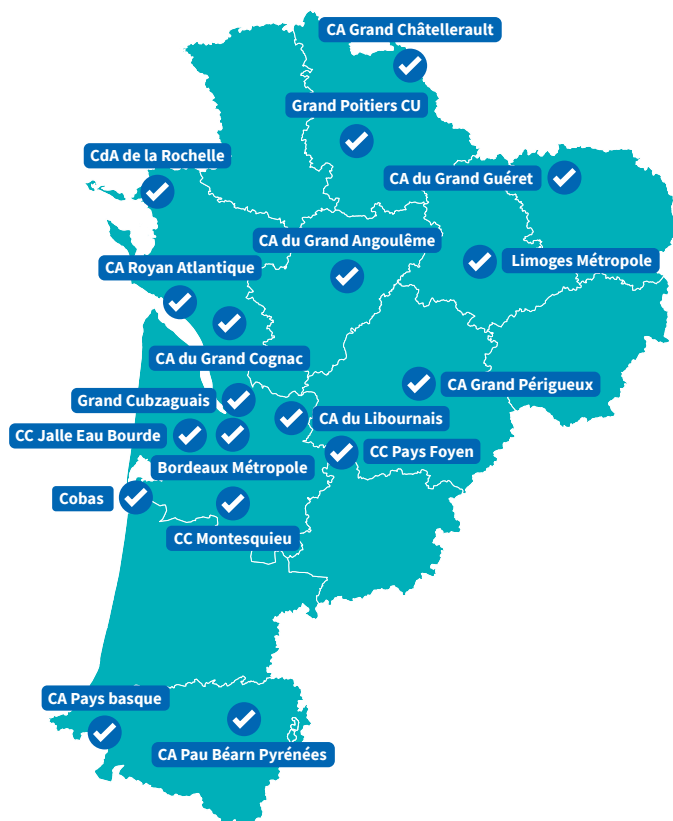 CA Grand Châtellerault
Grand Poitiers CU
CdA de la Rochelle
CA du Grand Guéret
CA du Grand Angoulême
CA Royan Atlantique
Limoges Métropole
CA du Grand Cognac
CA Grand Périgueux
Grand Cubzaguais
CA du Libournais
CC Jalle Eau Bourde
CC Pays Foyen
Bordeaux Métropole
Cobas
CC Montesquieu
CA Pays basque
CA Pau Béarn Pyrénées